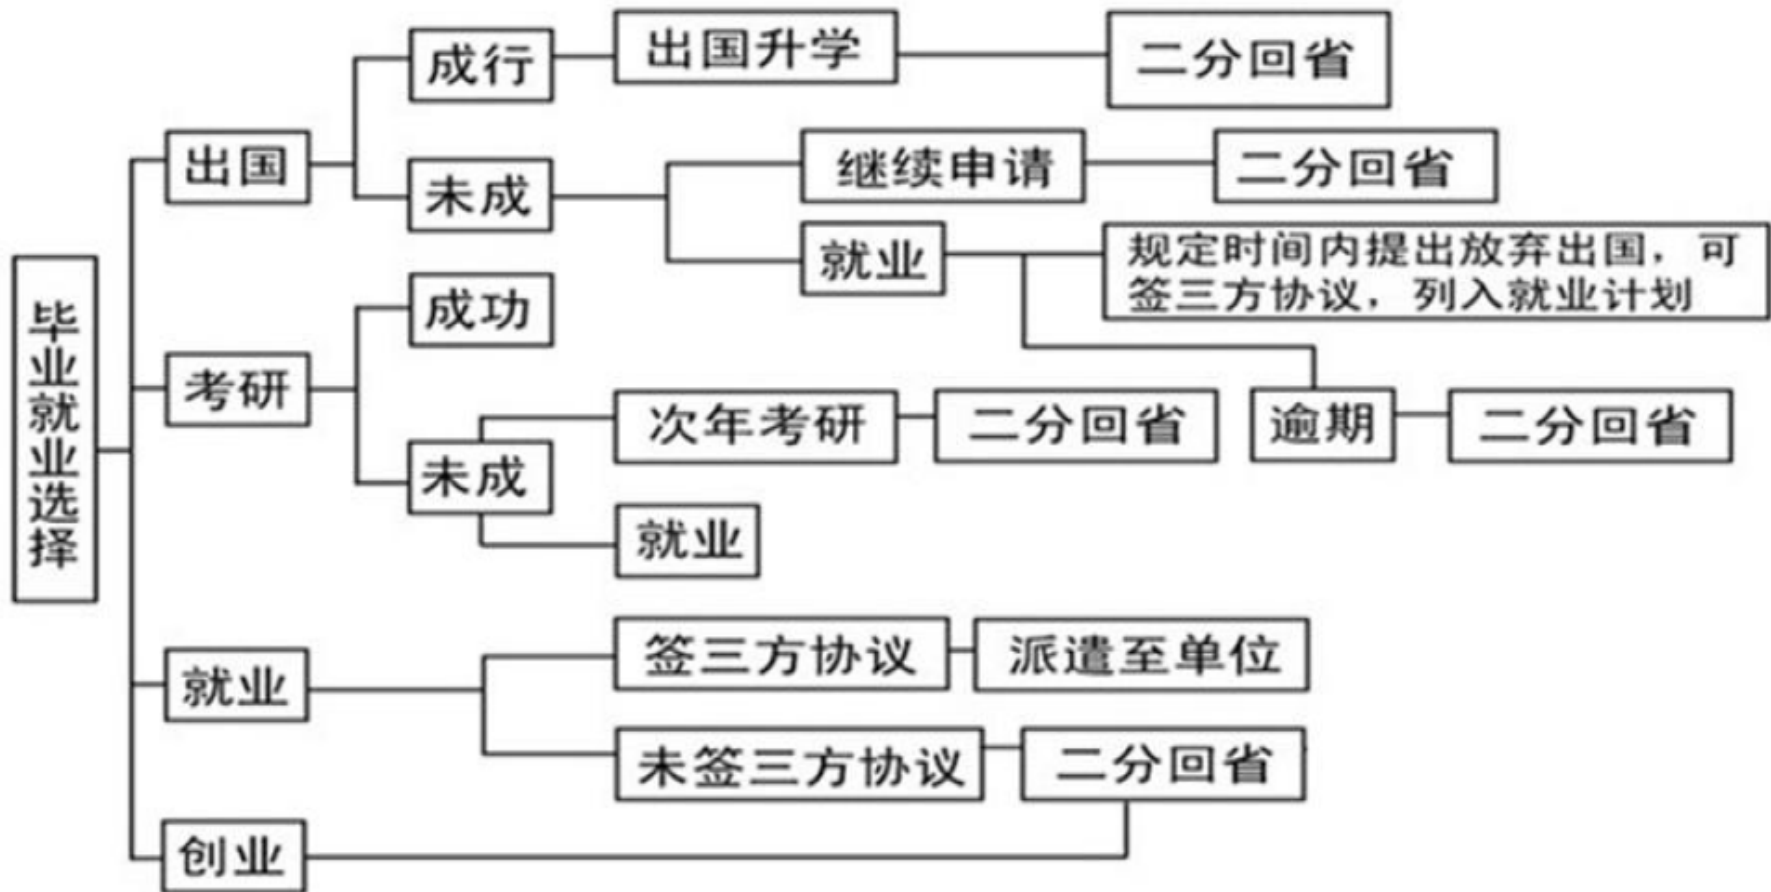 毕业就业选择
出国
成行
出国升学
二分回省
未成
继续申请
二分回省
就业
规定时间内提出放弃出国，可
签三方协议，列入就业计划
逾期
二分回省
考研
成功
未成
次年考研
二分回省
就业
就业
签三方协议
派遣至单位
未签三方协议
二分回省
创业